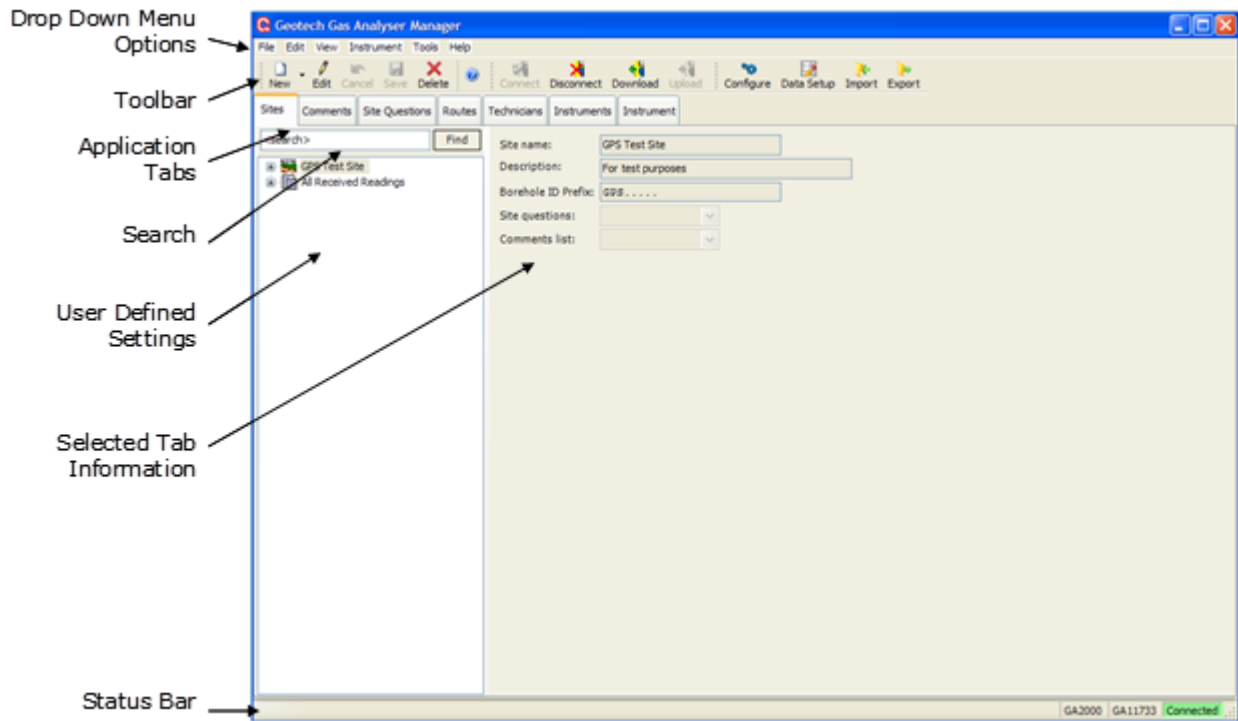 Drop Down Menu
Options
Toolbar
Application
Tabs
Search
User Defined
Settings
Selected Tab
Information
Status Bar
Geotech Gas Analyser Manager
File Edit View Instrument Tools Help
New Edit Cancel Save Delete Connect Disconnect Download Upload Configure Data Setup Import Export
Sites Comments Site Questions Routes Technicians Instruments Instrument
<search> Find
GPS Test Site
All Received Readings
Site name: GPS Test Site
Description: For test purposes
Borehole ID Prefix: GPS.....
Site questions:
Comments list:
GA2000 GA11733 Connected